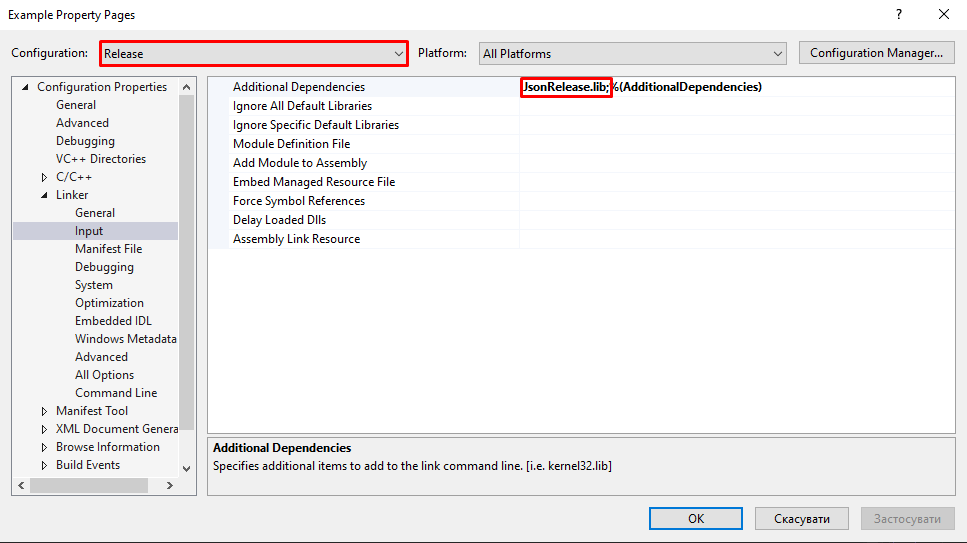 Example Property Pages
?
Configuration: Release Platform: All Platforms Configuration Manager...
Configuration Properties
General
Advanced
Debugging
VC++ Directories
C/C++
Linker
General
Input
Manifest File
Debugging
System
Optimization
Embedded IDL
Windows Metadata
Advanced
All Options
Command Line
Manifest Tool
XML Document Genera
Browse Information
Build Events
Additional Dependencies JsonRelease.lib;%(AdditionalDependencies)
Ignore All Default Libraries
Ignore Specific Default Libraries
Module Definition File
Add Module to Assembly
Embed Managed Resource File
Force Symbol References
Delay Loaded Dlls
Assembly Link Resource
Additional Dependencies
Specifies additional items to add to the link command line. [i.e. kernel32.lib]
OK Скасувати Застосувати